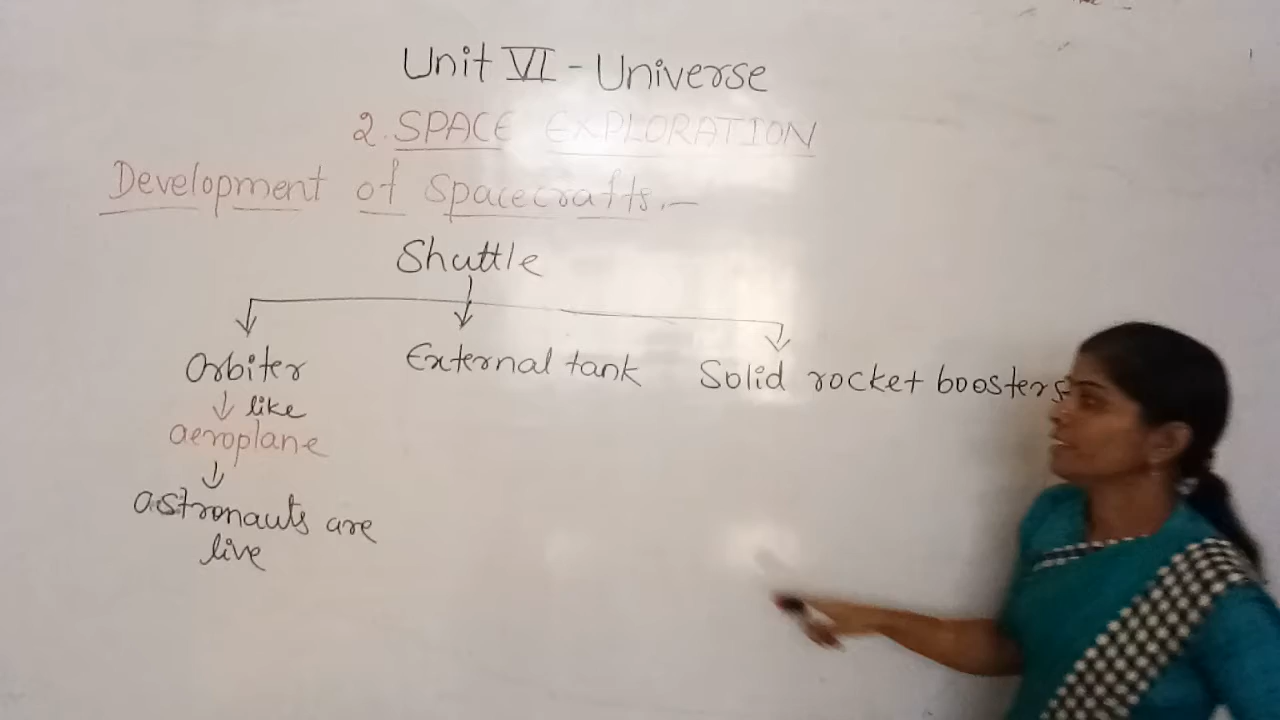 Unit VI - Universe
2. SPACE EXPLORATION
Development of Spacecrafts.-
Shuttle
Orbiter External tank Solid rocket boosters
like
aeroplane
astronauts are
live